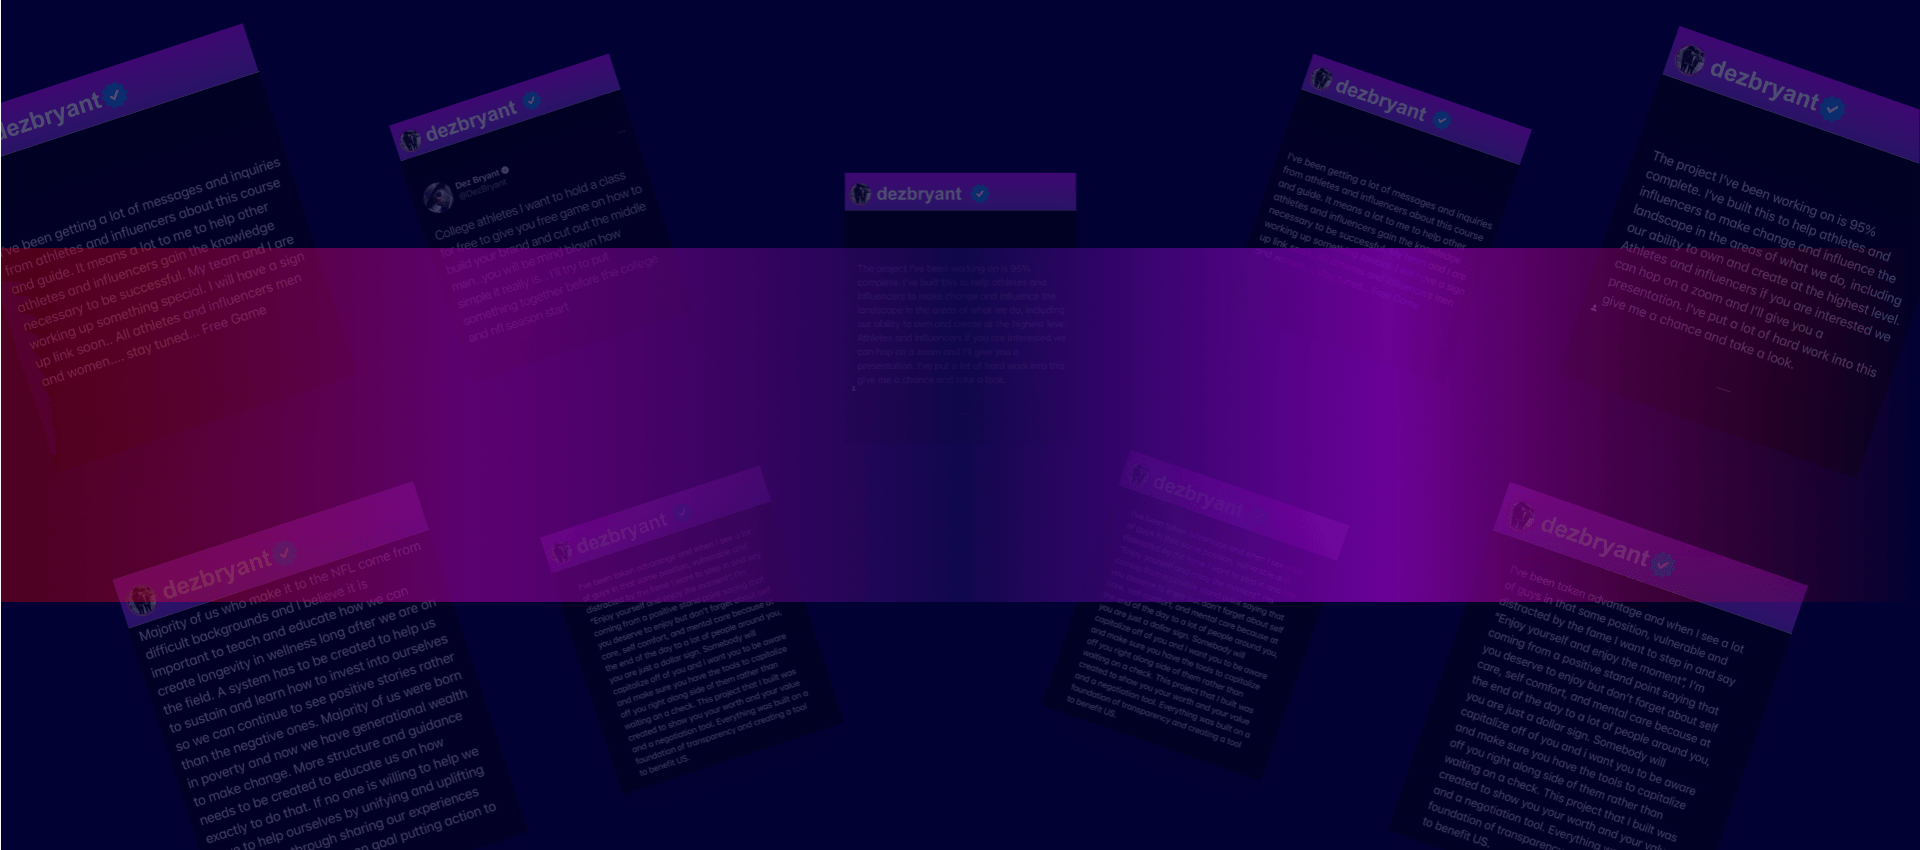 dezbryant
I've been getting a lot of messages and inquiries
from athletes and influencers about this course
and guide. It means a lot to me to help other
athletes and influencers gain the knowledge
necessary to be successful. My team and I are
working up something special. I will have a sign
up link soon.. All athletes and influencers men
and women.... stay tuned... Free Game
dezbryant
Dez Bryant
@DezBryant
College athletes I want to hold a class
for free to give you free game on how to
build your brand and cut out the middle
man..you will be mind blown how
simple it really is.. I'll try to put
something together before the college
and nfl season start
dezbryant
The project I've been working on is 95%
complete. I've built this to help athletes and
influencers to make change and influence the
landscape in the areas of what we do, including
our ability to own and create at the highest level.
Athletes and influencers if you are interested we
can hop on a zoom and I'll give you a
presentation. I've put a lot of hard work into this
give me a chance and take a look.
dezbryant
I've been getting a lot of messages and inquiries
from athletes and influencers about this course
and guide. It means a lot to me to help other
athletes and influencers gain the knowledge
necessary to be successful. My team and I are
working up something special. I will have a sign
up link soon.. All athletes and influencers men
dezbryant
The project I've been working on is 95%
complete. I've built this to help athletes and
influencers to make change and influence the
landscape in the areas of what we do, including
our ability to own and create at the highest level.
Athletes and influencers if you are interested we
can hop on a zoom and I'll give you a
presentation. I've put a lot of hard work into this
give me a chance and take a look.
dezbryant
Majority of us who make it to the NFL come from
difficult backgrounds and I believe it is
important to teach and educate how we can
create longevity in wellness long after we are on
the field. A system has to be created to help us
to sustain and learn how to invest into ourselves
so we can continue to see positive stories rather
than the negative ones. Majority of us were born
in poverty and now we have generational wealth
to make change. More structure and guidance
needs to be created to educate us on how
exactly to do that. If no one is willing to help we
to help ourselves by unifying and uplifting
through sharing our experiences
goal putting action to
dezbryant
I've been taken advantage and when I see a lot
of guys in that same position, vulnerable and
distracted by the fame I want to step in and say
"Enjoy yourself and enjoy the moment", I'm
coming from a positive stand point saying that
you deserve to enjoy but don't forget about self
care, self comfort, and mental care because at
the end of the day to a lot of people around you,
you are just a dollar sign. Somebody will
capitalize off of you and i want you to be aware
and make sure you have the tools to capitalize
off you right along side of them rather than
waiting on a check. This project that I built was
created to show you your worth and your value
and a negotiation tool. Everything was built on a
foundation of transparency and creating a tool
to benefit US.
dezbryant
I've been taken advantage and when I see a lot
of guys in that same position, vulnerable and
distracted by the fame I want to step in and say
"Enjoy yourself and enjoy the moment", I'm
coming from a positive stand point saying that
you deserve to enjoy but don't forget about self
care, self comfort, and mental care because at
the end of the day to a lot of people around you,
you are just a dollar sign. Somebody will
capitalize off of you and i want you to be aware
and make sure you have the tools to capitalize
off you right along side of them rather than
waiting on a check. This project that I built was
created to show you your worth and your value
and a negotiation tool. Everything was built on a
foundation of transparency and creating a tool
to benefit US.
dezbryant
I've been taken advantage and when I see a lot
of guys in that same position, vulnerable and
distracted by the fame I want to step in and say
"Enjoy yourself and enjoy the moment", I'm
coming from a positive stand point saying that
you deserve to enjoy but don't forget about self
care, self comfort, and mental care because at
the end of the day to a lot of people around you,
you are just a dollar sign. Somebody will
capitalize off of you and i want you to be aware
and make sure you have the tools to capitalize
off you right along side of them rather than
waiting on a check. This project that I built was
created to show you your worth and your value
and a negotiation tool. Everything
foundation of transparency
to benefit US.